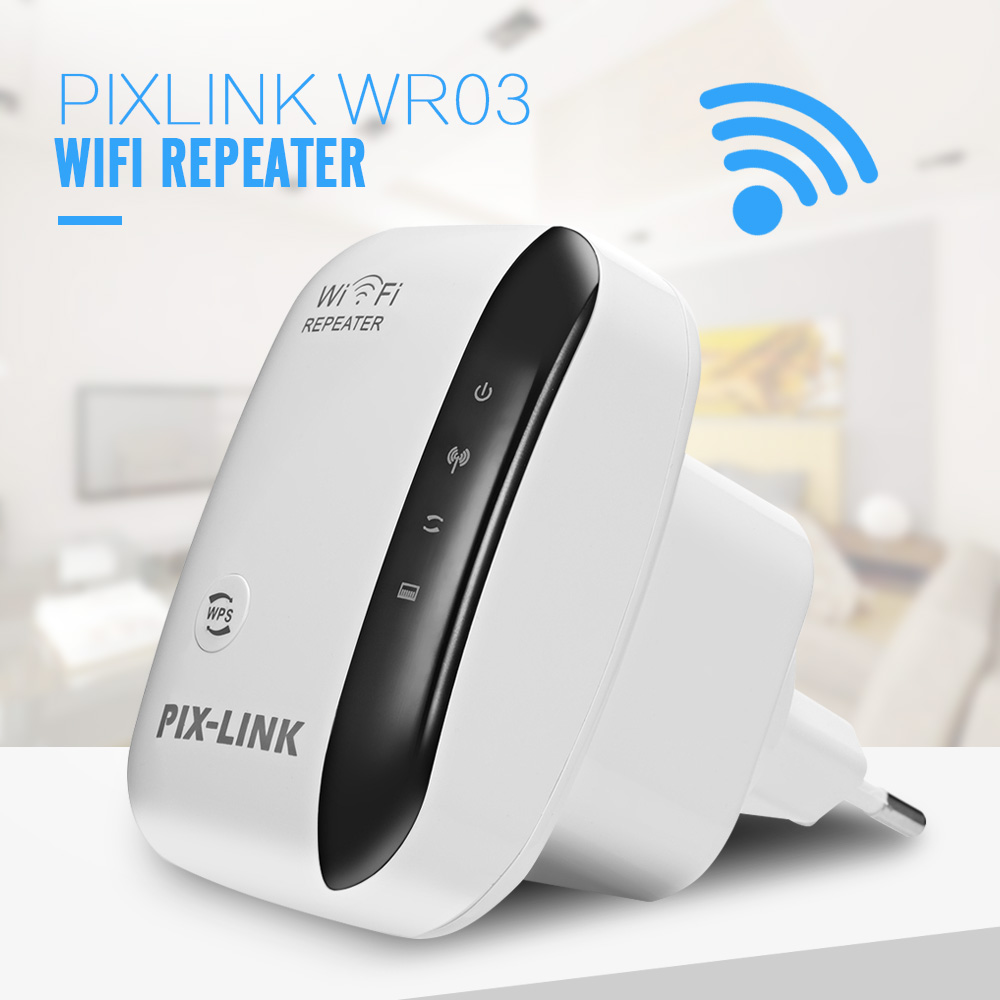 PIXLINK WR03
WIFI REPEATER
WiFi
REPEATER
WPS
PIX-LINK